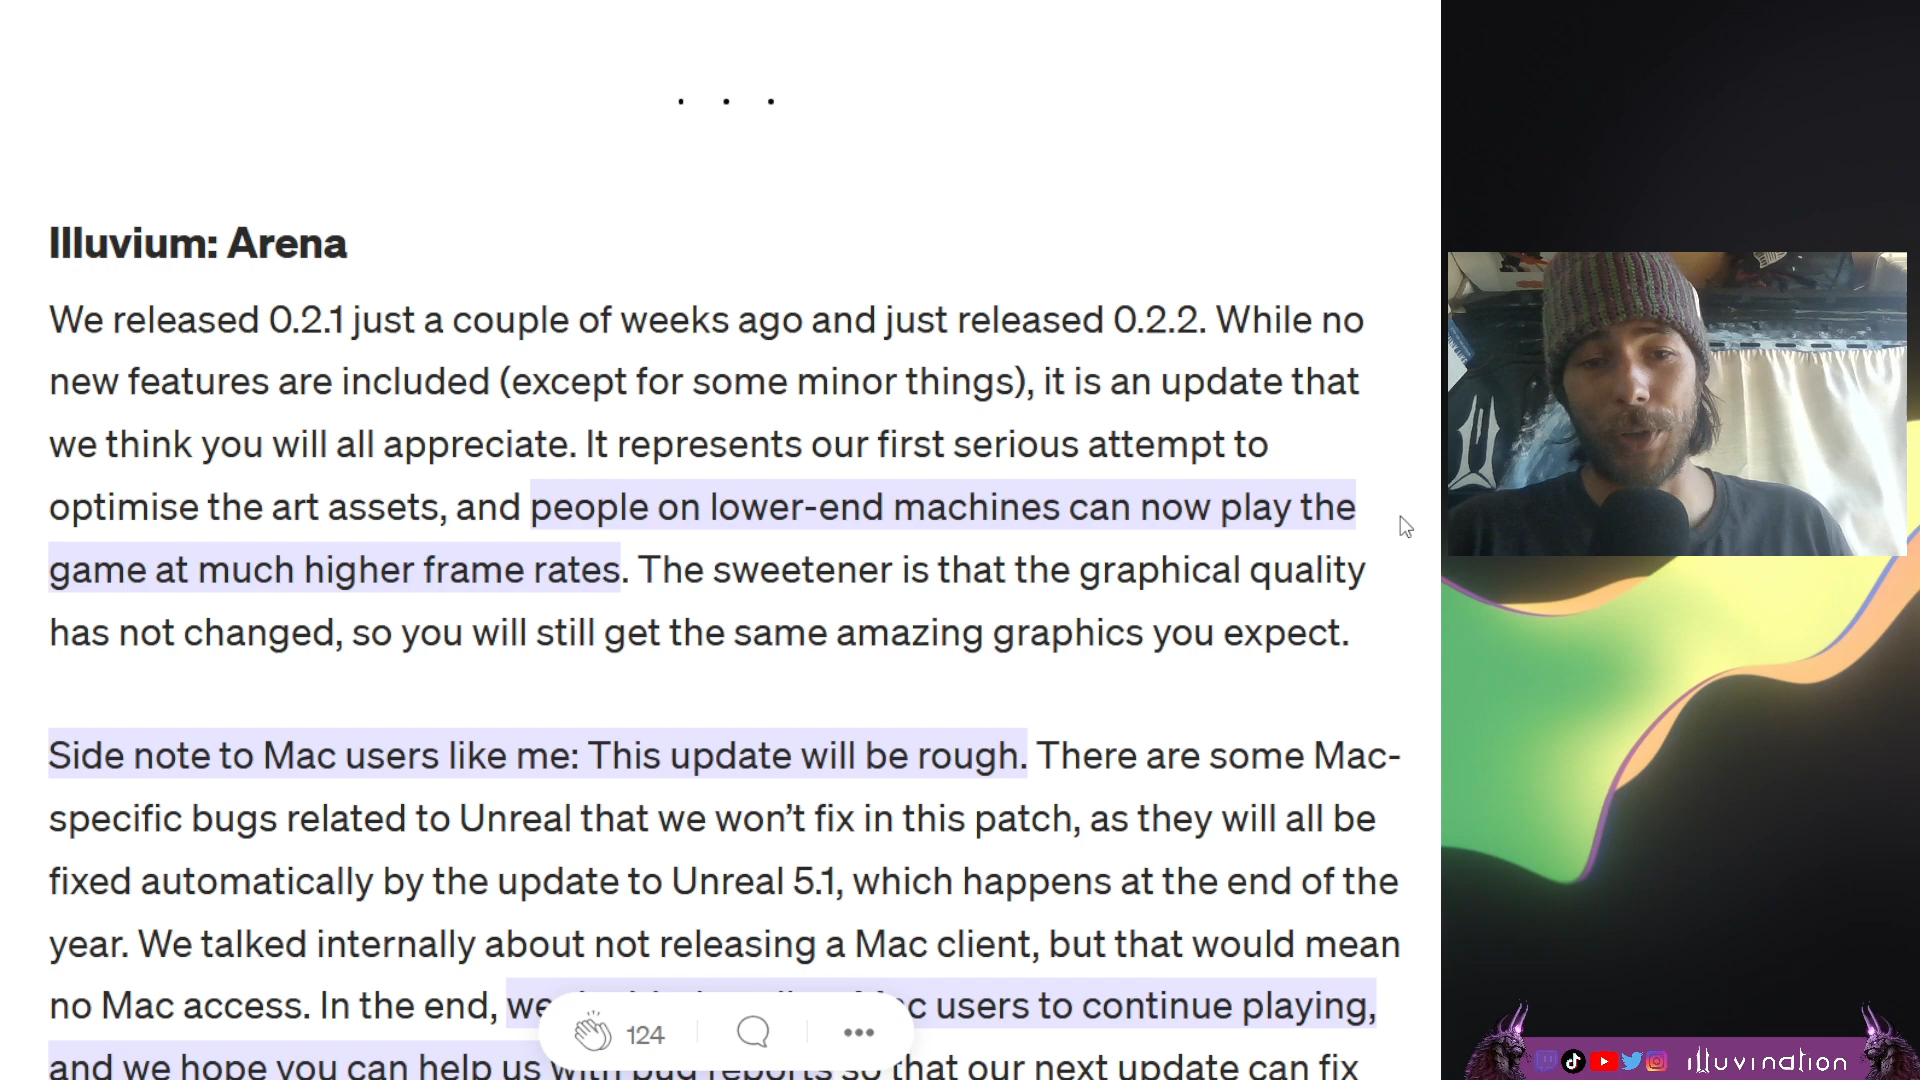 Illuvium: Arena
We released 0.2.1 just a couple of weeks ago and just released 0.2.2. While no
new features are included (except for some minor things), it is an update that
we think you will all appreciate. It represents our first serious attempt to
optimise the art assets, and people on lower-end machines can now play the
game at much higher frame rates. The sweetener is that the graphical quality
has not changed, so you will still get the same amazing graphics you expect.
Side note to Mac users like me: This update will be rough. There are some Mac-
specific bugs related to Unreal that we won't fix in this patch, as they will all be
fixed automatically by the update to Unreal 5.1, which happens at the end of the
year. We talked internally about not releasing a Mac client, but that would mean
no Mac access. In the end, we users to continue playing,
and we hope you can help us with bug reports so that our next update can fix
124
illuvination